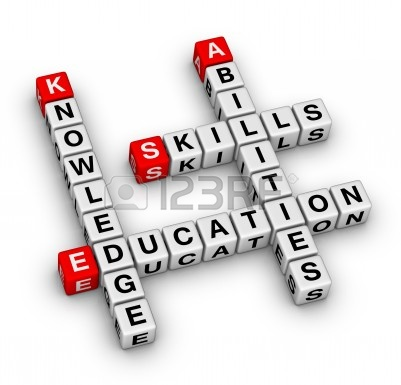 KNOWLEDGE
ABILITIES
SKILLS
EDUCATION
123RF